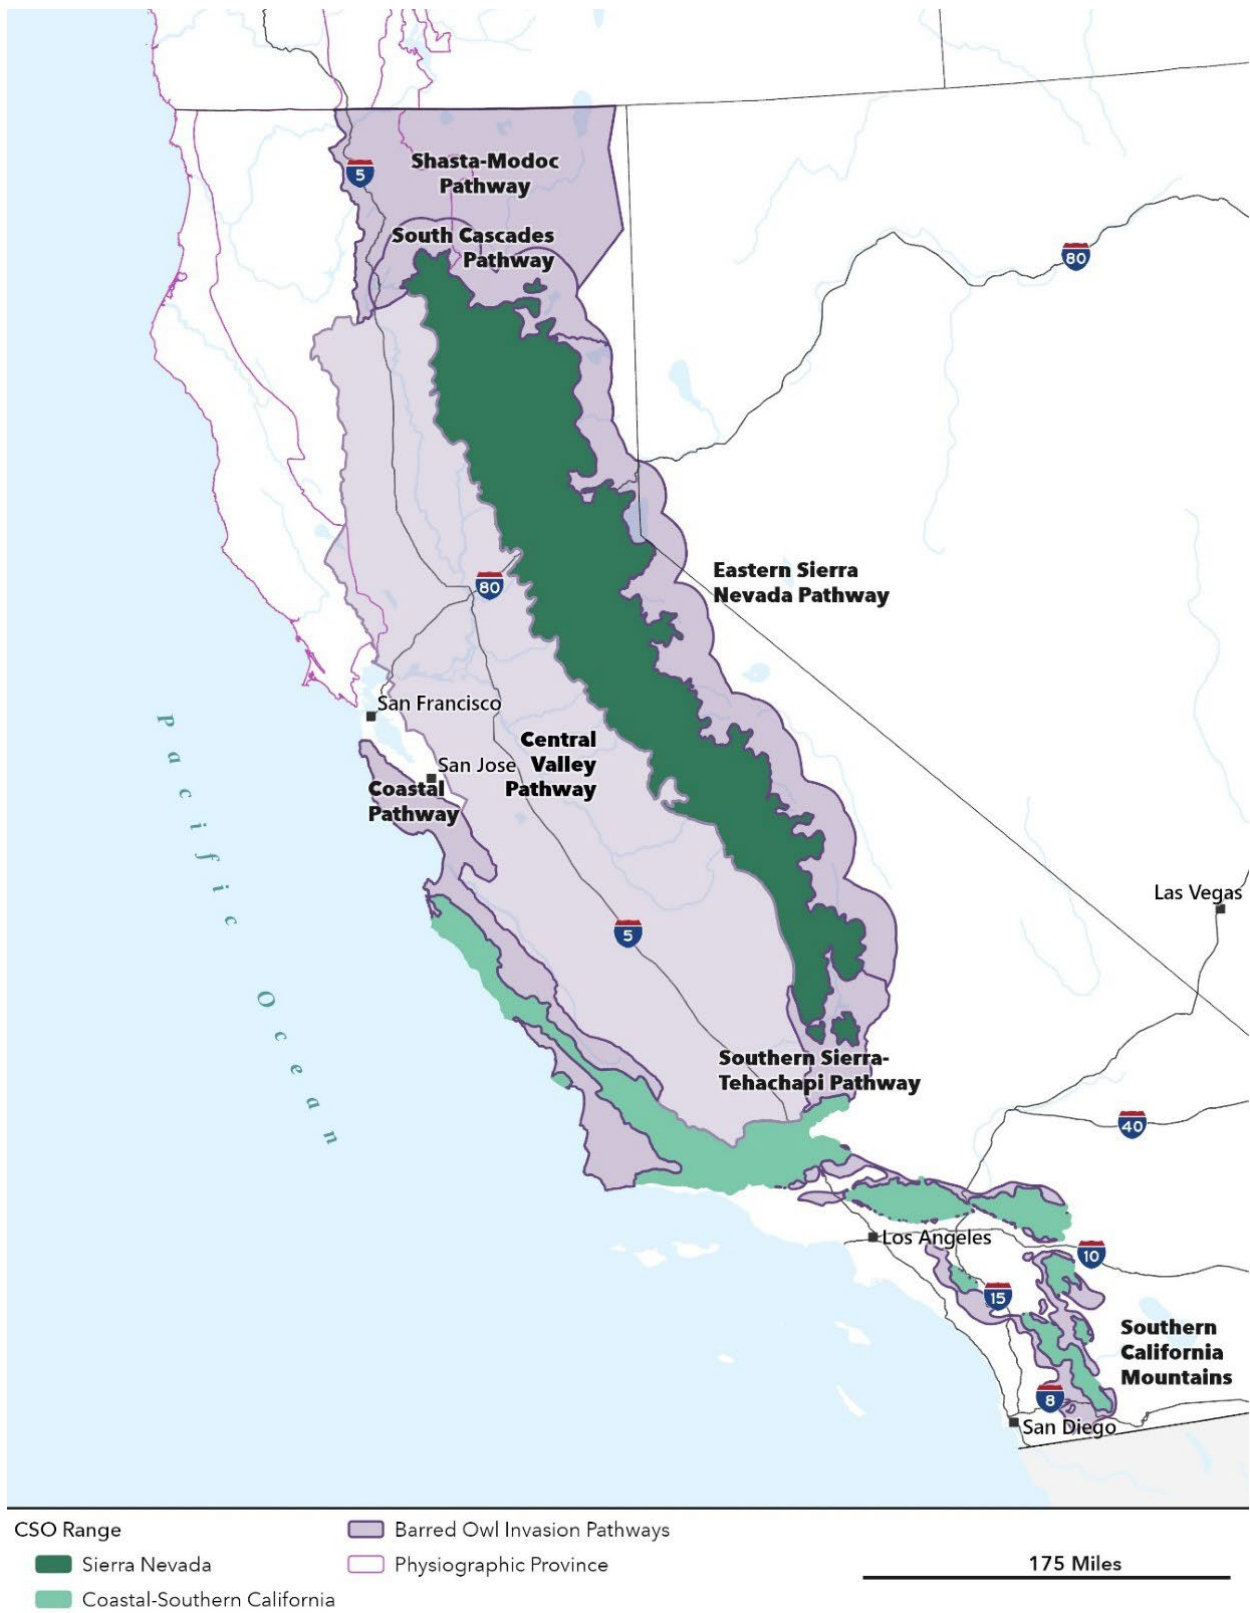 Shasta-Modoc
Pathway
5
South Cascades
Pathway
80
Eastern Sierra
Nevada Pathway
80
San Francisco
Central
Valley
Pathway
San Jose
Coastal
Pathway
Pacific Ocean
Las Vegas
5
Southern Sierra-
Tehachapi Pathway
40
Los Angeles
10
15
Southern
California
Mountains
8
San Diego
CSO Range
Sierra Nevada
Coastal-Southern California
Barred Owl Invasion Pathways
Physiographic Province
175 Miles